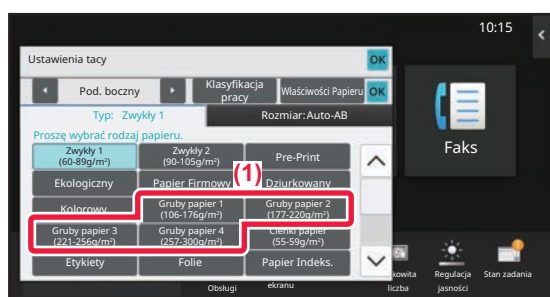 10:15
Ustawienia tacy
OK
Pod. boczny
Klasyfikacja
pracy
Właściwości Papieru
OK
Typ: Zwykły 1
Rozmiar: Auto-AB
Proszę wybrać rodzaj papieru.
Zwykły 1
(60-89g/m²)
Zwykły 2
(90-105g/m²)
Pre-Print
Ekologiczny
Papier Firmowy
Dziurkowany
(1)
Kolorowy
Gruby papier 1
(106-176g/m²)
Gruby papier 2
(177-220g/m²)
Gruby papier 3
(221-256g/m²)
Gruby papier 4
(257-300g/m²)
Cienki papier
(55-59g/m²)
Etykiety
Folie
Papier Indeks.
Faks
Obsługi
ekranu
kowita
liczba
Regulacja
jasności
Stan zadania